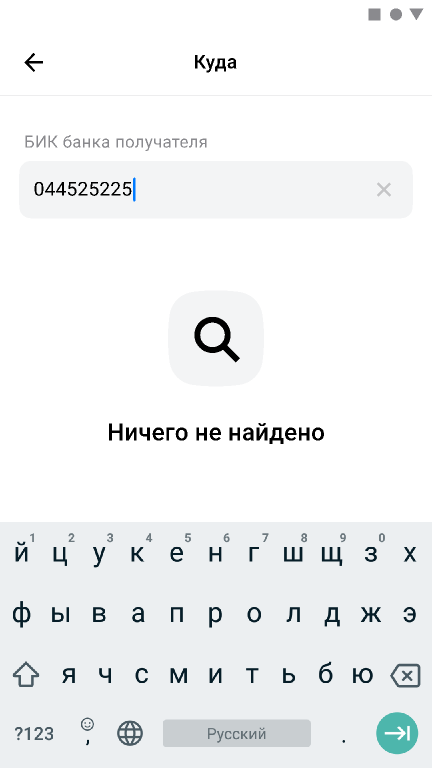 Куда
БИК банка получателя
044525225
Ничего не найдено
1 2 3 4 5 6 7 8 9 0
й ц у к е н г ш щ з х
ф ы в а п р о л д ж э
я ч с м и т ь б ю
?123 , Русский .